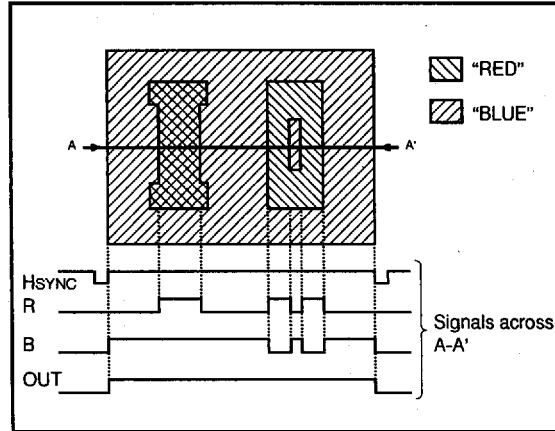 "RED"
"BLUE"
A
A'
HSYNC
R
B
OUT
Signals across
A-A'